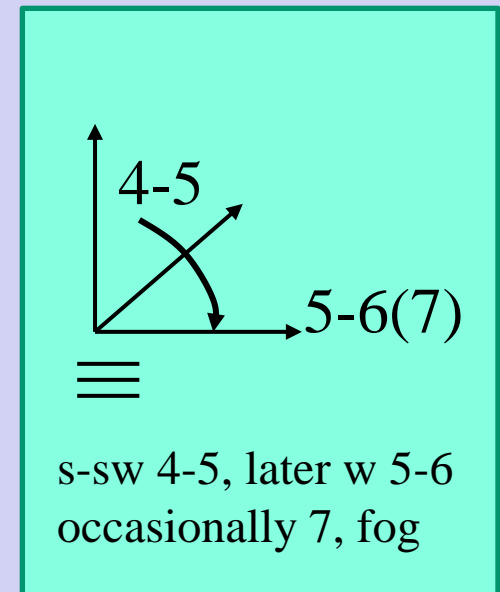 4-5
5-6(7)
s-sw 4-5, later w 5-6
occasionally 7, fog